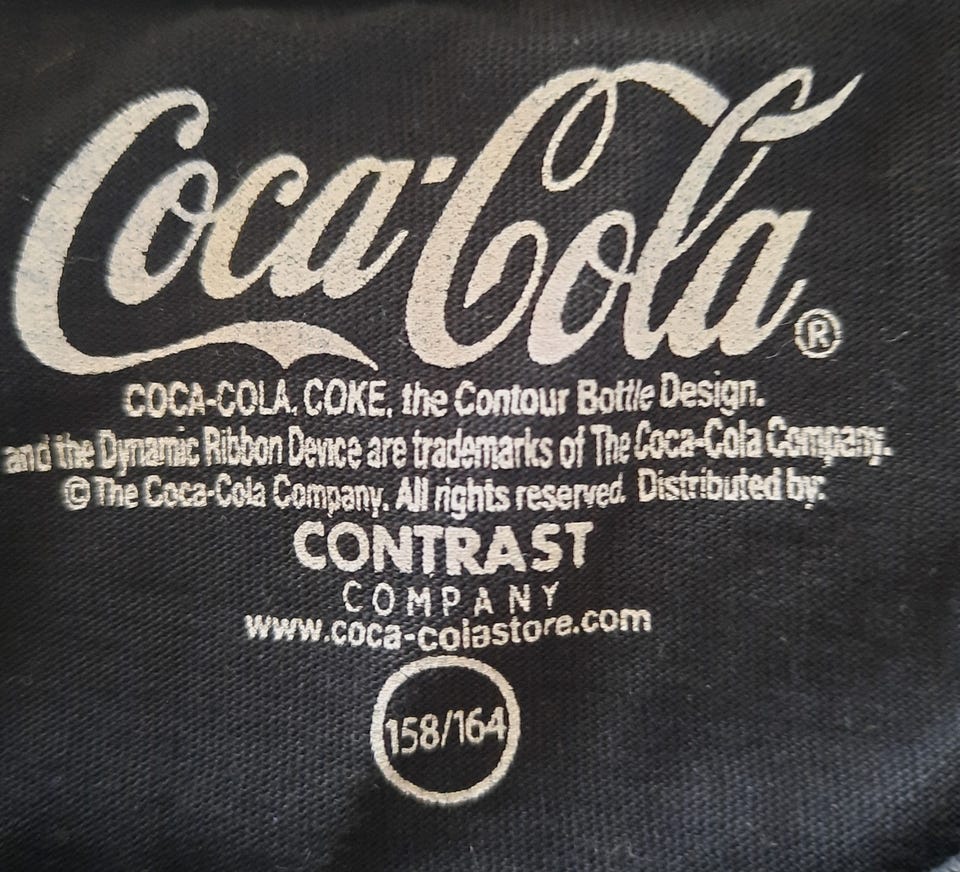 Coca-Cola®
COCA-COLA, COKE, the Contour Bottle Design.
and the Dynamic Ribbon Device are trademarks of The Coca-Cola Company.
© The Coca-Cola Company. All rights reserved. Distributed by:
CONTRAST
COMPANY
www.coca-colastore.com
158/164